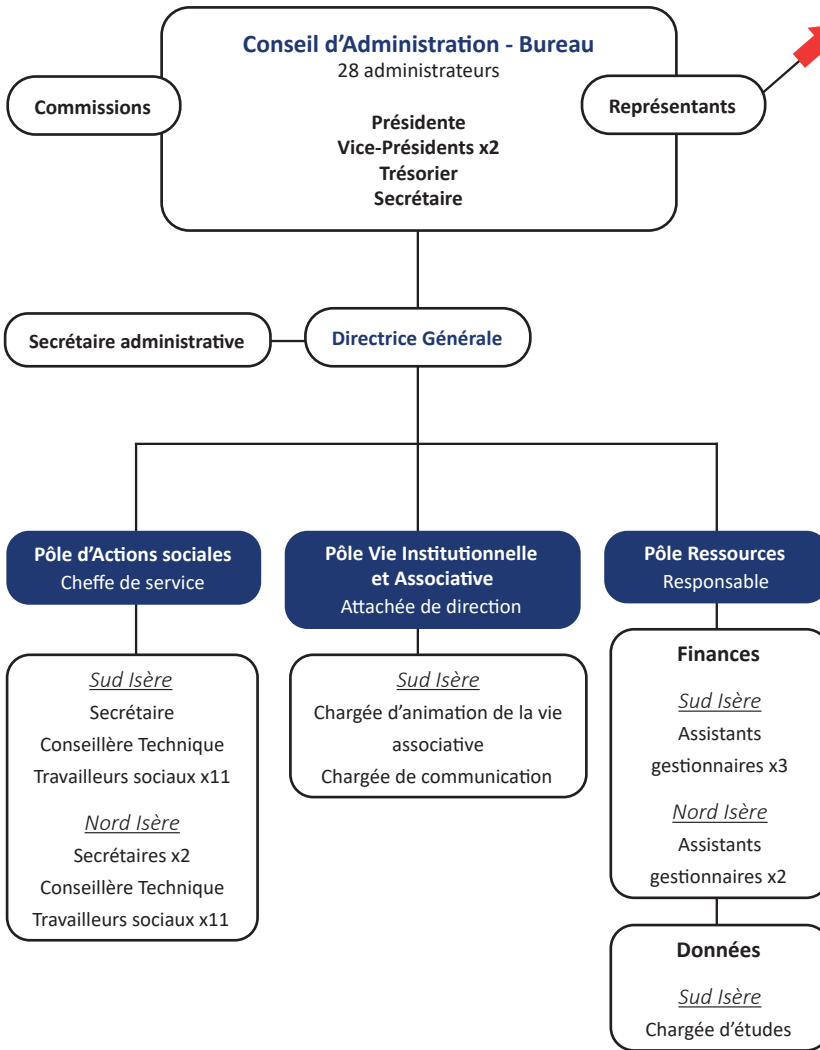 Conseil d'Administration - Bureau
28 administrateurs
Commissions
Représentants
Présidente
Vice-Présidents x2
Trésorier
Secrétaire
Secrétaire administrative
Directrice Générale
Pôle d'Actions sociales
Cheffe de service
Sud Isère
Secrétaire
Conseillère Technique
Travailleurs sociaux x11
Nord Isère
Secrétaires x2
Conseillère Technique
Travailleurs sociaux x11
Pôle Vie Institutionnelle
et Associative
Attachée de direction
Sud Isère
Chargée d'animation de la vie
associative
Chargée de communication
Pôle Ressources
Responsable
Finances
Sud Isère
Assistants
gestionnaires x3
Nord Isère
Assistants
gestionnaires x2
Données
Sud Isère
Chargée d'études